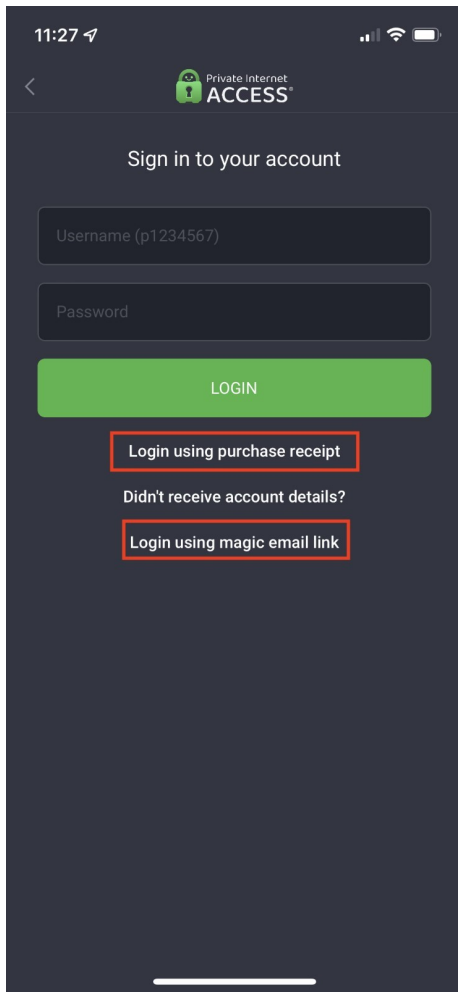 11:27
Private Internet
ACCESS®
Sign in to your account
Username (p1234567)
Password
LOGIN
Login using purchase receipt
Didn't receive account details?
Login using magic email link